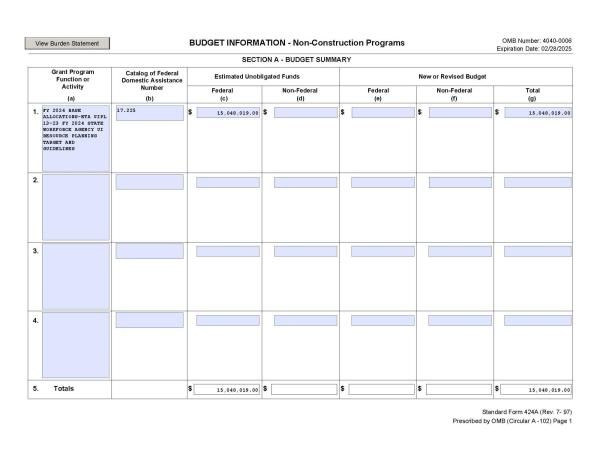 View Burden Statement
BUDGET INFORMATION - Non-Construction Programs
OMB Number: 4040-0006
Expiration Date: 02/28/2025
SECTION A - BUDGET SUMMARY
Grant Program Function or Activity
(a)
Catalog of Federal Domestic Assistance Number
(b)
Estimated Unobligated Funds
New or Revised Budget
Federal
(c)
Non-Federal
(d)
Federal
(e)
Non-Federal
(f)
Total
(g)
1.
FY 2024 BASE
ALLOCATIONS-ETA UIPL
12-23 FY 2024 STATE
WORKFORCE AGENCY UI
RESOURCE PLANNING
TARGET AND
GUIDELINES
17.225
$ 15,048,019.00 $ $ $ $ 15,048,019.00
2.
3.
4.
5. Totals $ 15,048,019.00 $ $ $ $ 15,048,019.00
Standard Form 424A (Rev. 7- 97)
Prescribed by OMB (Circular A -102) Page 1